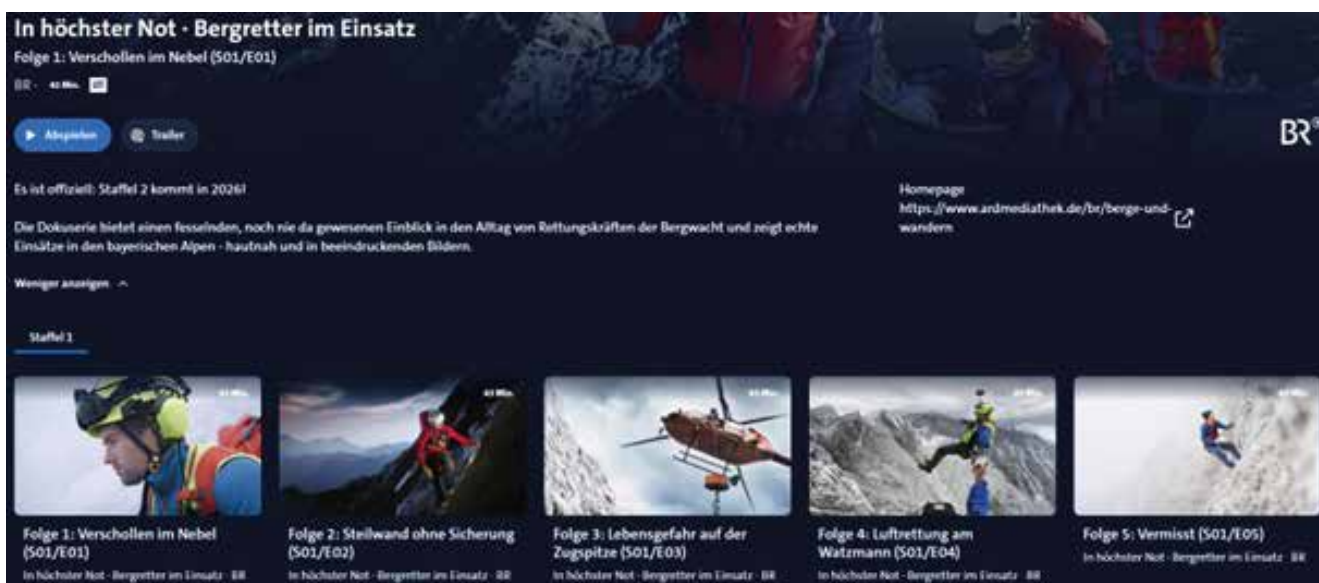 In höchster Not · Bergretter im Einsatz
Folge 1: Verschollen im Nebel (S01/E01)
BR ·
Abspielen
Trailer
BR
Es ist offiziell: Staffel 2 kommt in 2026!
Die Dokuserie bietet einen fesselnden, noch nie da gewesenen Einblick in den Alltag von Rettungskräften der Bergwacht und zeigt echte
Einsätze in den bayerischen Alpen - hautnah und in beeindruckenden Bildern.
Homepage
https://www.ardmediathek.de/br/berge-und-
wandern
Weniger anzeigen
Staffel 1
Min.
Min.
Min.
Min.
Min.
Folge 1: Verschollen im Nebel
(S01/E01)
In höchster Not · Bergretter im Einsatz · BR
Folge 2: Steilwand ohne Sicherung
(S01/E02)
In höchster Not · Bergretter im Einsatz · BR
Folge 3: Lebensgefahr auf der
Zugspitze (S01/E03)
In höchster Not · Bergretter im Einsatz · BR
Folge 4: Luftrettung am
Watzmann (S01/E04)
In höchster Not · Bergretter im Einsatz · BR
Folge 5: Vermisst (S01/E05)
In höchster Not · Bergretter im Einsatz · BR